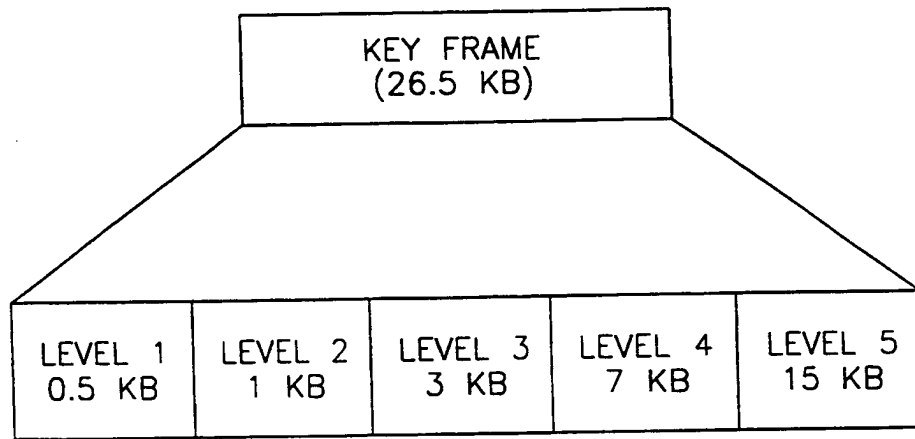 KEY FRAME
(26.5 KB)
LEVEL 1
0.5 KB
LEVEL 2
1 KB
LEVEL 3
3 KB
LEVEL 4
7 KB
LEVEL 5
15 KB